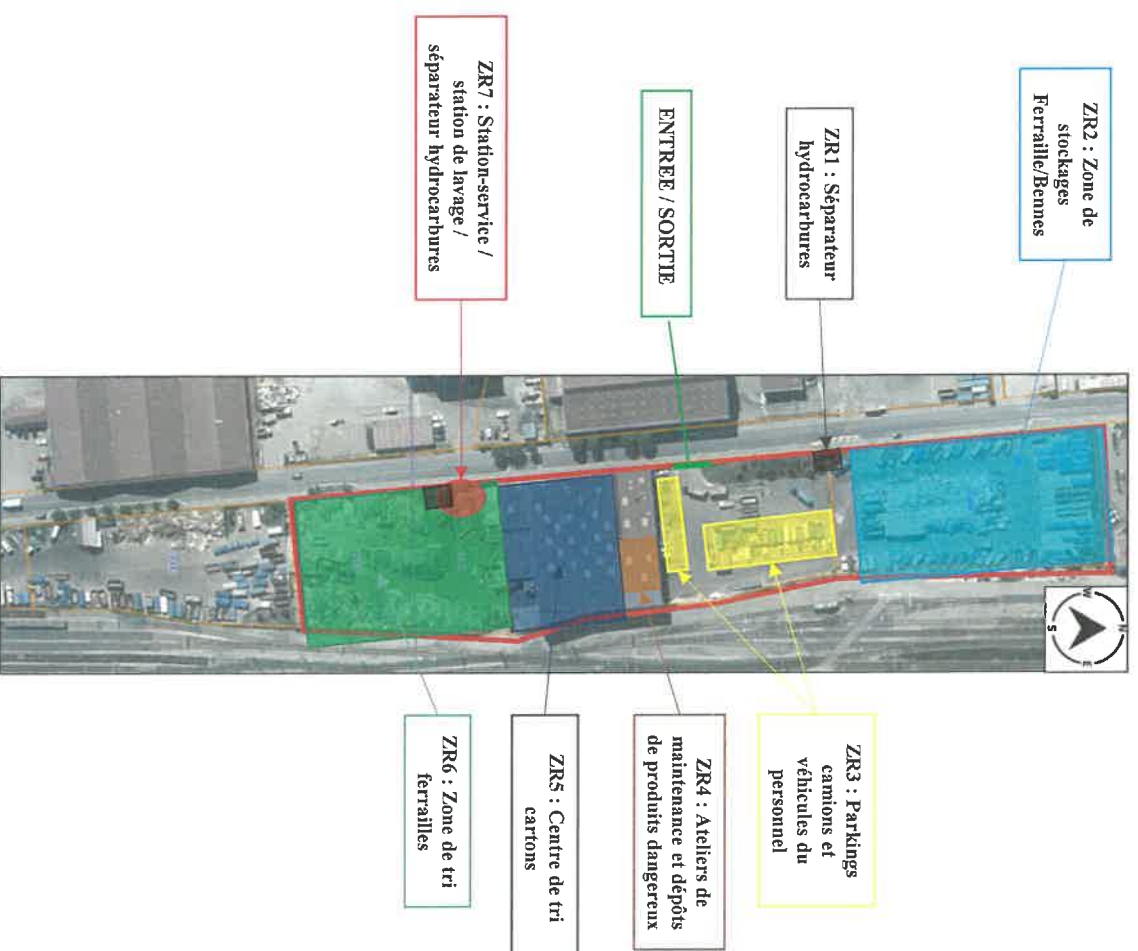 ZR2 : Zone de
stockages
Ferraille/Bennes
ZR1 : Séparateur
hydrocarbures
ENTREE / SORTIE
ZR7 : Station-service /
station de lavage /
séparateur hydrocarbures
N
W
E
S
ZR3 : Parkings
camions et
véhicules du
personnel
ZR4 : Ateliers de
maintenance et dépôts
de produits dangereux
ZR5 : Centre de tri
cartons
ZR6 : Zone de tri
ferrailles